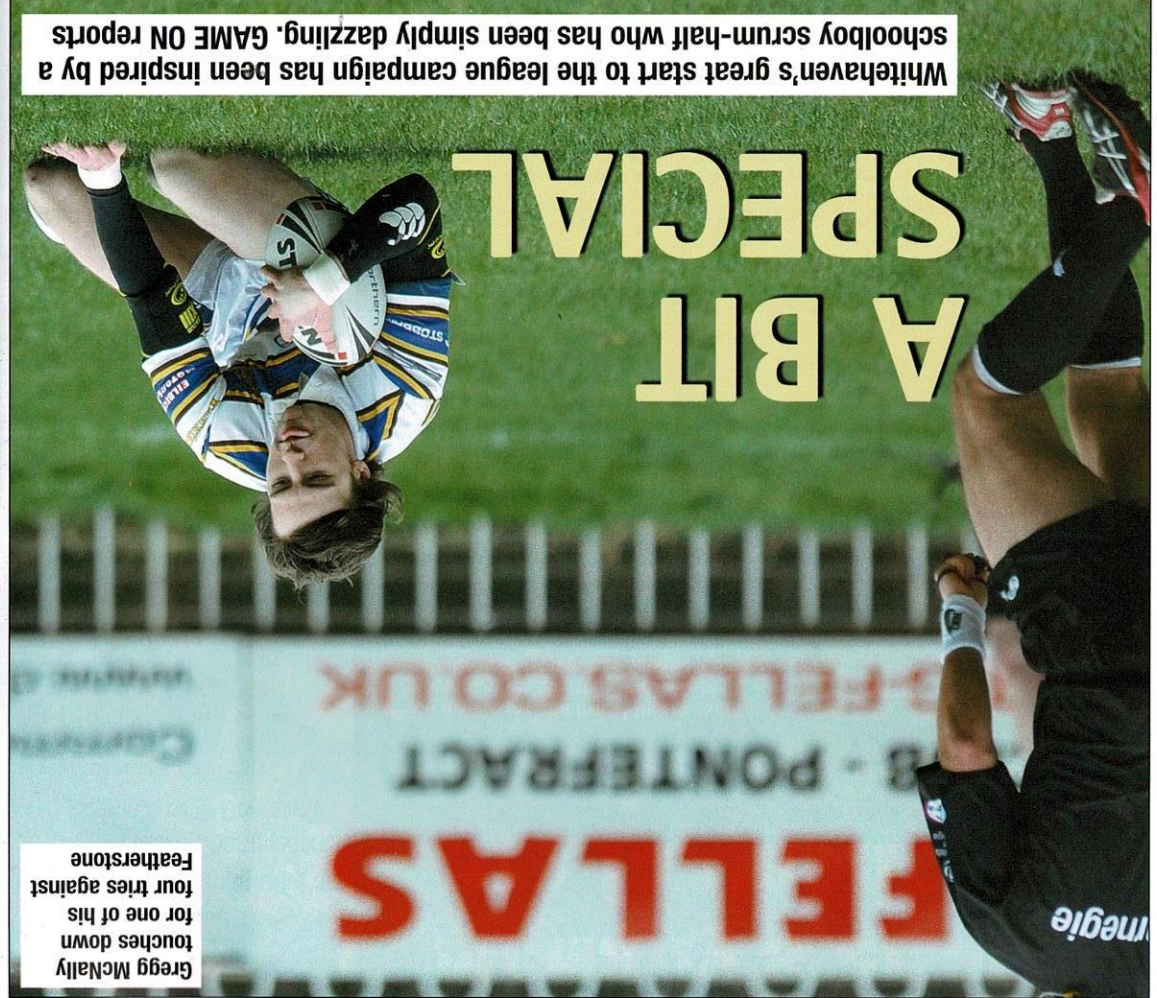 Gregg McNally
touches down
for one of his
four tries against
Featherstone
rnegie
FELLAS
B - PONTEFRACT
G-FELLAS.CO.UK
A BIT
SPECIAL
Whitehaven's great start to the league campaign has been inspired by a
schoolboy scrum-half who has been simply dazzling. GAME ON reports